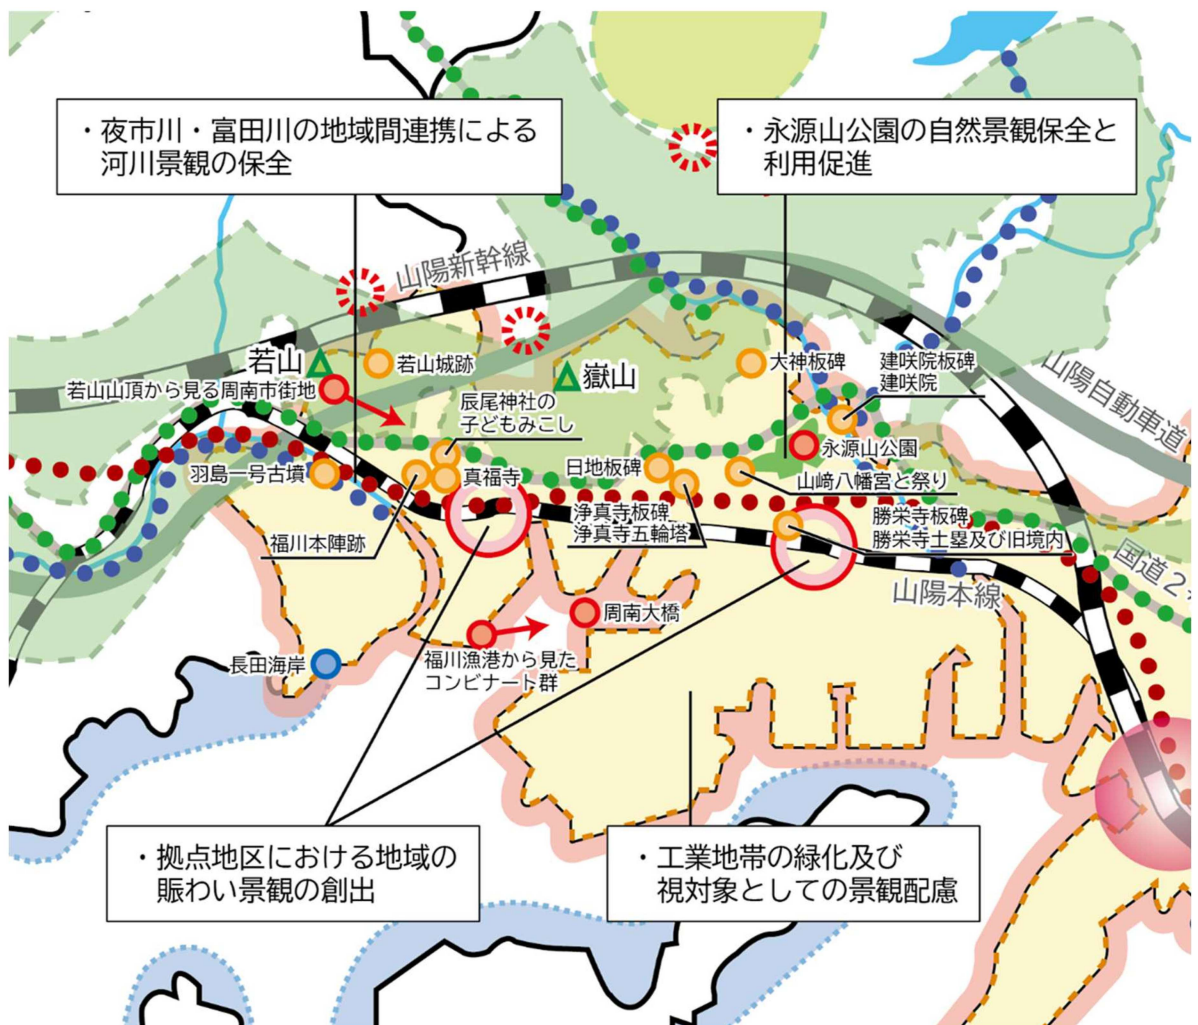 ・夜市川・富田川の地域間連携による
河川景観の保全
・永源山公園の自然景観保全と
利用促進
山陽新幹線
若山
若山城跡
嶽山
大神板碑
建咲院板碑
建咲院
山陽自動車道
若山山頂から見る周南市街地
辰尾神社の
子どもみこし
永源山公園
羽島一号古墳
真福寺
日地板碑
山﨑八幡宮と祭り
浄真寺板碑
浄真寺五輪塔
勝栄寺板碑
勝栄寺土塁及び旧境内
福川本陣跡
国道2
山陽本線
周南大橋
長田海岸
福川漁港から見た
コンビナート群
・拠点地区における地域の
賑わい景観の創出
・工業地帯の緑化及び
視対象としての景観配慮